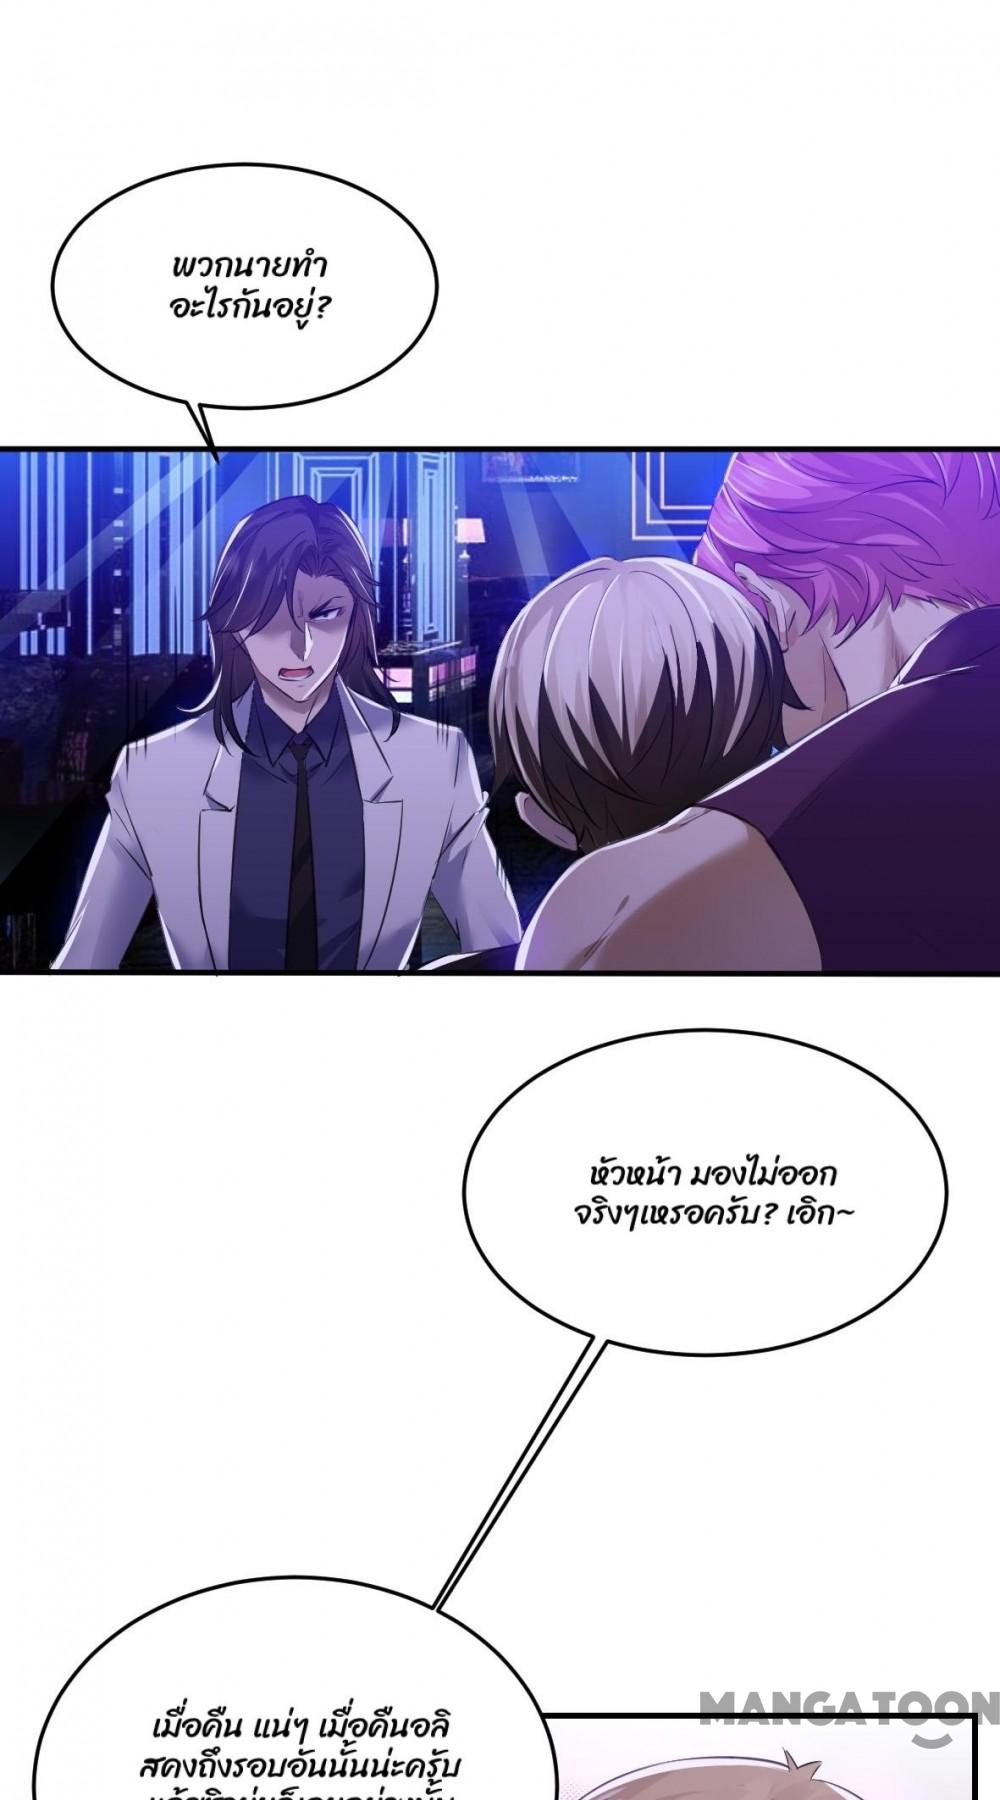 พวกนายทำ
อะไรกันอยู่?
หัวหน้า มองไม่ออก
จริงๆเหรอครับ? เอิก~
เมื่อคืน แน่ๆ เมื่อคืนอลิ
สคงถึงรอบอันนั้นน่ะครับ
MANGATOON